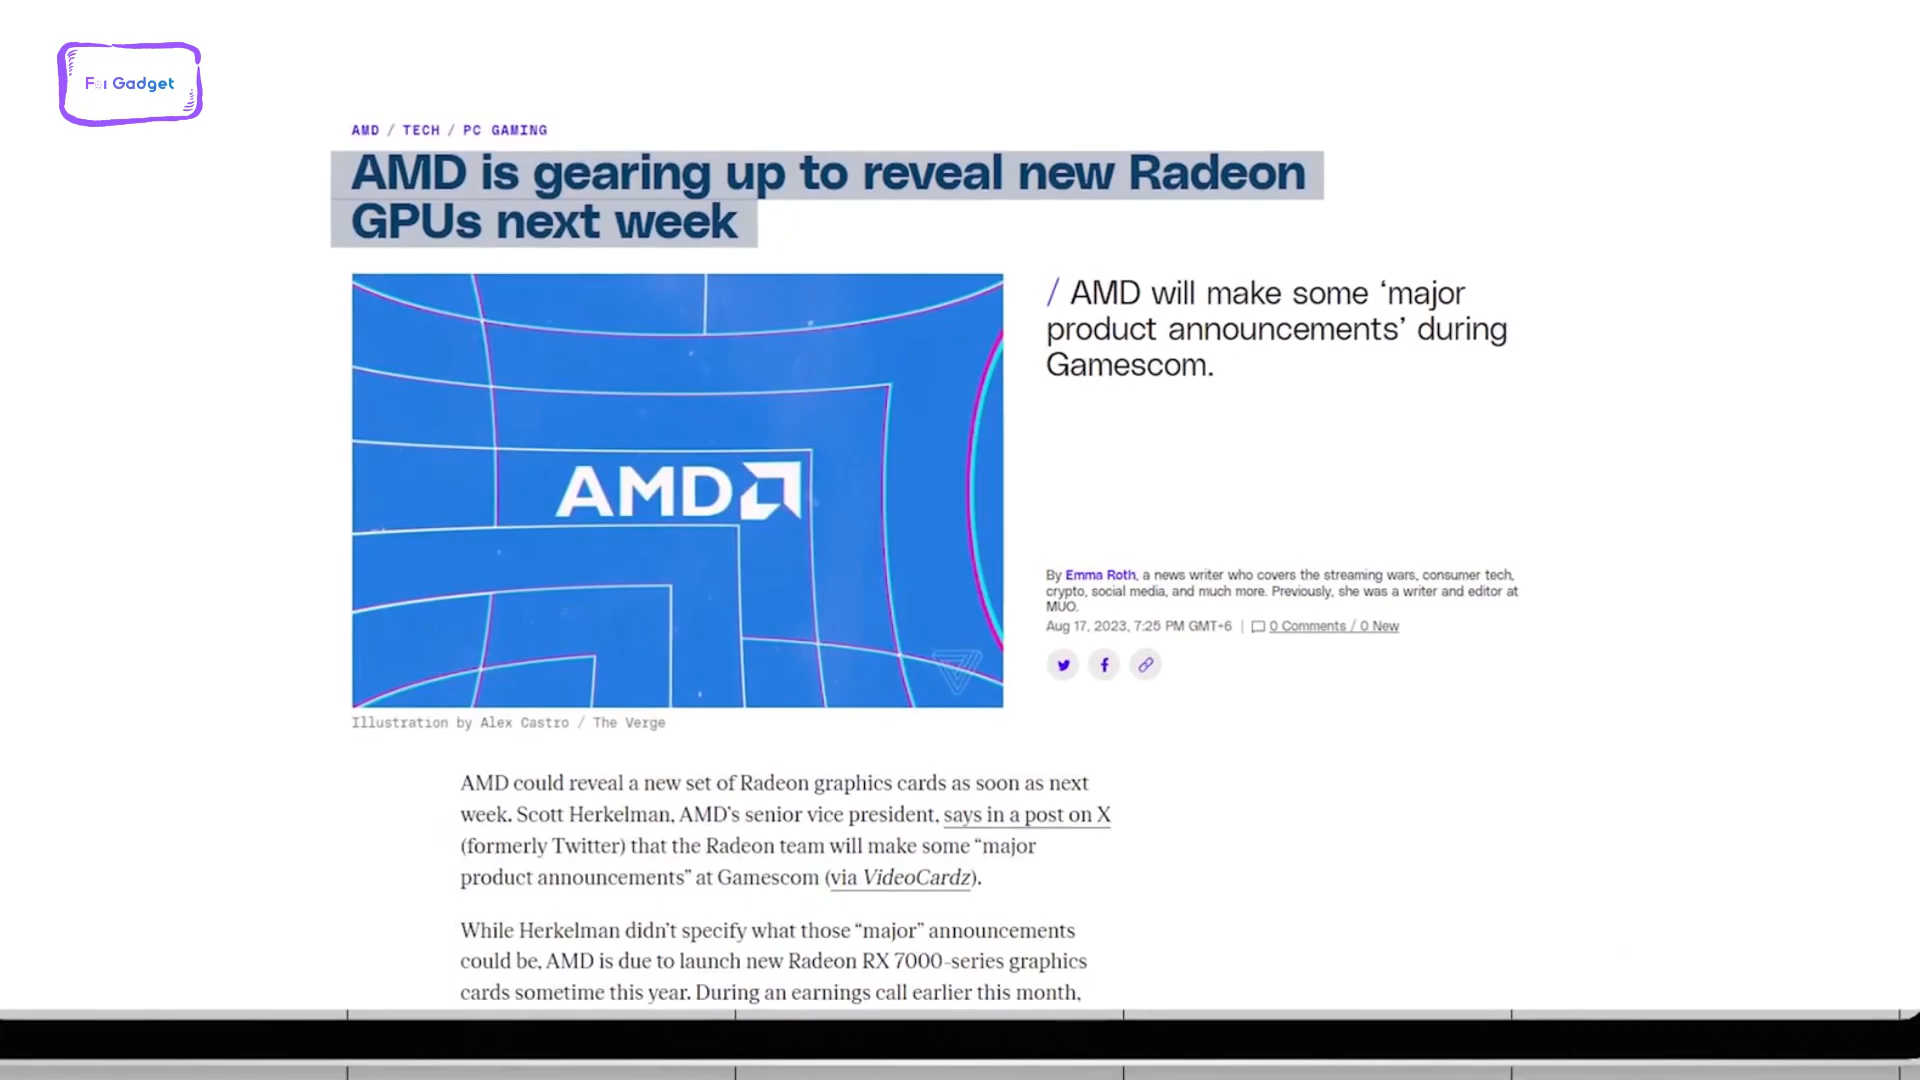 Foi Gadget
AMD / TECH / PC GAMING
AMD is gearing up to reveal new Radeon
GPUs next week
/ AMD will make some ‘major
product announcements’ during
Gamescom.
AMD
By Emma Roth, a news writer who covers the streaming wars, consumer tech,
crypto, social media, and much more. Previously, she was a writer and editor at
MUO.
Aug 17, 2023, 7:25 PM GMT+6 | 0 Comments / 0 New
Illustration by Alex Castro / The Verge
AMD could reveal a new set of Radeon graphics cards as soon as next
week. Scott Herkelman, AMD’s senior vice president, says in a post on X
(formerly Twitter) that the Radeon team will make some “major
product announcements” at Gamescom (via VideoCardz).
While Herkelman didn’t specify what those “major” announcements
could be, AMD is due to launch new Radeon RX 7000-series graphics
cards sometime this year. During an earnings call earlier this month,